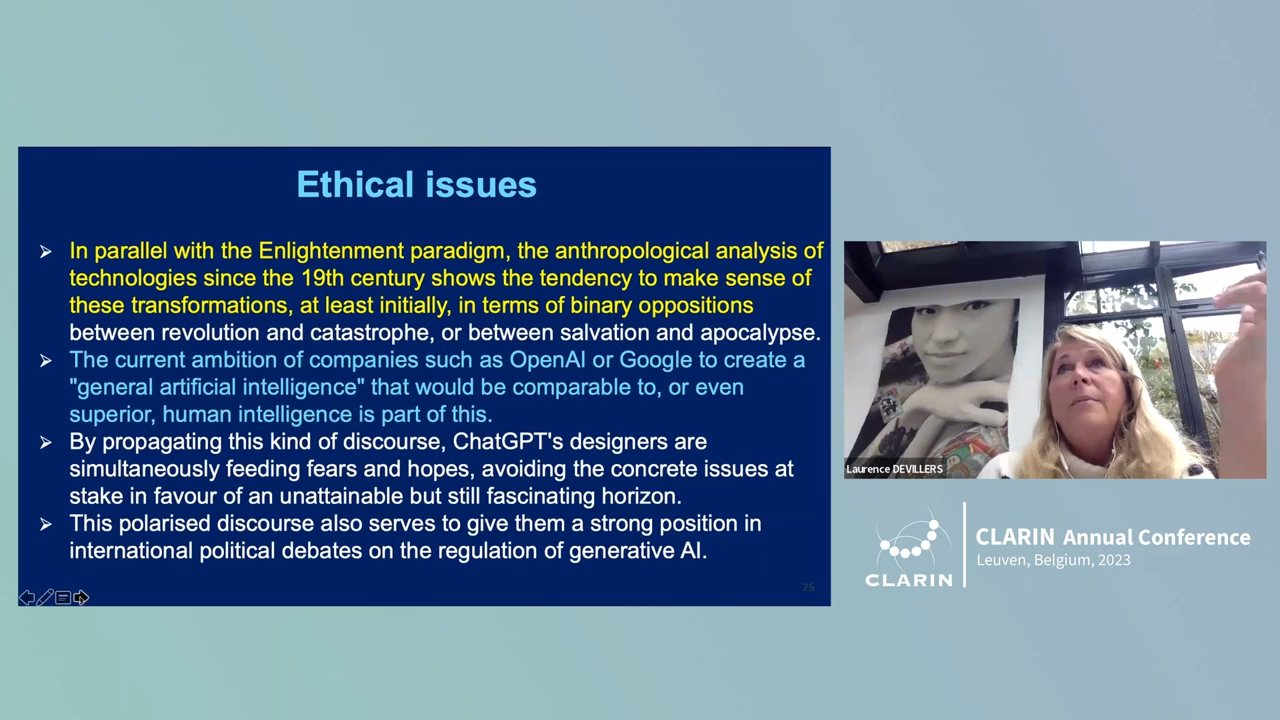 Ethical issues
In parallel with the Enlightenment paradigm, the anthropological analysis of
technologies since the 19th century shows the tendency to make sense of
these transformations, at least initially, in terms of binary oppositions
between revolution and catastrophe, or between salvation and apocalypse.
The current ambition of companies such as OpenAI or Google to create a
"general artificial intelligence" that would be comparable to, or even
superior, human intelligence is part of this.
By propagating this kind of discourse, ChatGPT's designers are
simultaneously feeding fears and hopes, avoiding the concrete issues at
stake in favour of an unattainable but still fascinating horizon.
This polarised discourse also serves to give them a strong position in
international political debates on the regulation of generative AI.
25
Laurence DEVILLERS
CLARIN
CLARIN Annual Conference
Leuven, Belgium, 2023